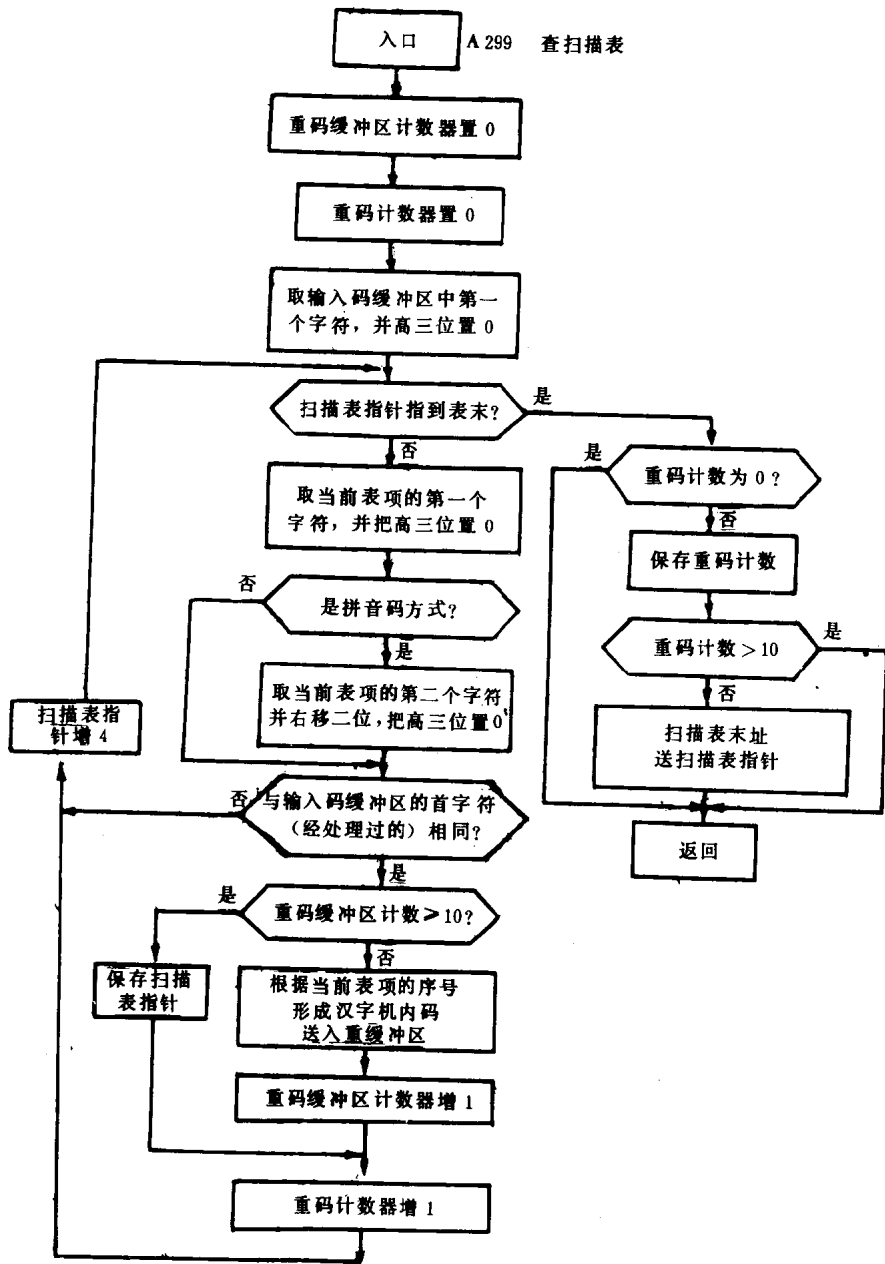 入口
A 299 查扫描表
重码缓冲区计数器置 0
重码计数器置 0
取输入码缓冲区中第一
个字符，并高三位置 0
扫描表指针指到表末？
是
否
取当前表项的第一个
字符，并把高三位置 0
否
是拼音码方式？
是
取当前表项的第二个字符
并右移二位，把高三位置 0
扫描表指
针增 4
否
与输入码缓冲区的首字符
（经处理过的）相同？
是
是
重码缓冲区计数 ≥ 10？
否
保存扫描
表指针
根据当前表项的序号
形成汉字机内码
送入重缓冲区
重码缓冲区计数器增 1
重码计数器增 1
是
重码计数为 0？
否
保存重码计数
重码计数 > 10
是
否
扫描表末址
送扫描表指针
返回